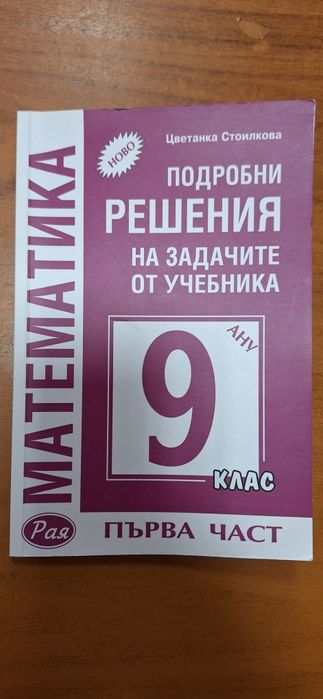 Цветанка Стоилкова
НОВО
ПОДРОБНИ
РЕШЕНИЯ
НА ЗАДАЧИТЕ
ОТ УЧЕБНИКА
МАТЕМАТИКА
АНУ
9
КЛАС
Рая
ПЪРВА ЧАСТ